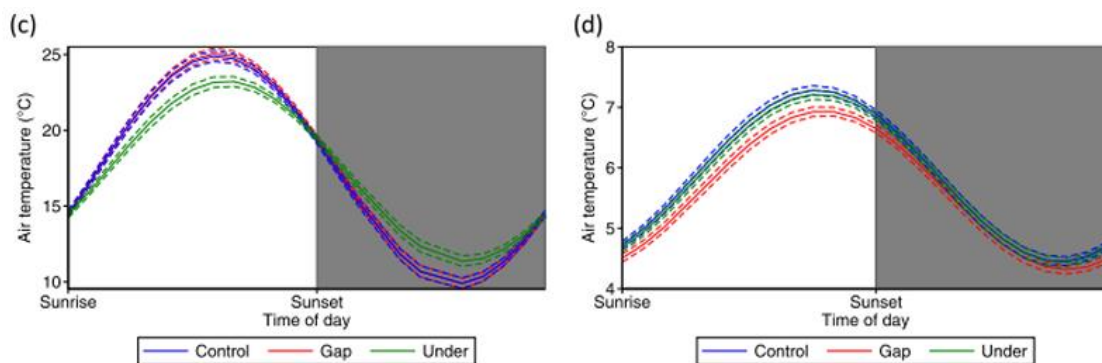 (c)
25
20
15
10
Air temperature (°C)
Sunrise
Sunset
Time of day
Control
Gap
Under
(d)
8
7
6
5
4
Air temperature (°C)
Sunrise
Sunset
Time of day
Control
Gap
Under